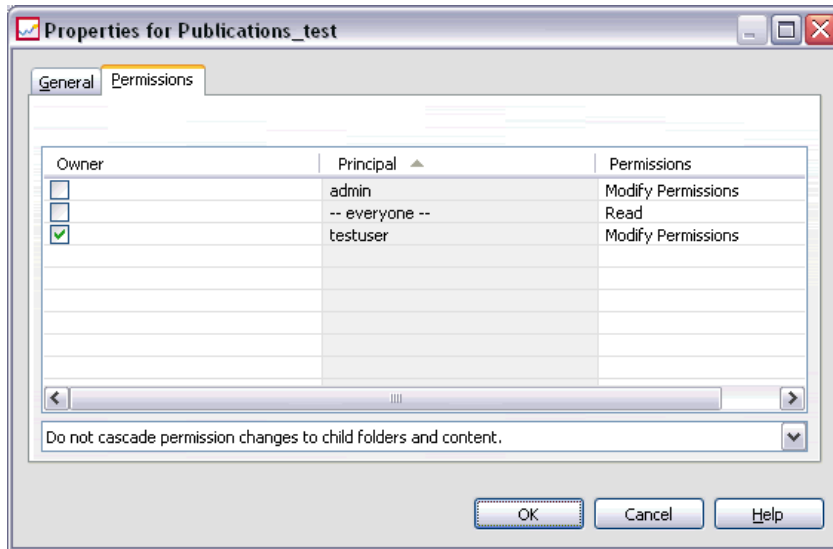 Properties for Publications_test
General Permissions
Owner Principal Permissions
admin Modify Permissions
-- everyone -- Read
testuser Modify Permissions
Do not cascade permission changes to child folders and content.
OK Cancel Help